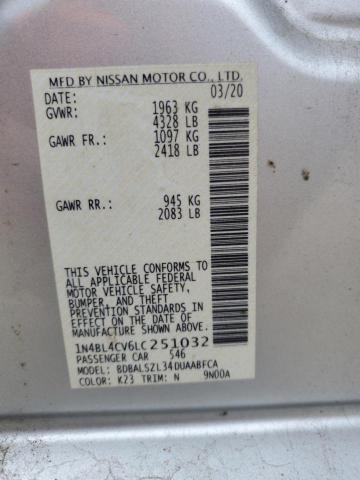 MFD BY NISSAN MOTOR CO., LTD.
DATE: 03/20
GVWR: 1963 KG
4328 LB
GAWR FR.: 1097 KG
2418 LB
GAWR RR.: 945 KG
2083 LB
THIS VEHICLE CONFORMS TO
ALL APPLICABLE FEDERAL
MOTOR VEHICLE SAFETY,
BUMPER, AND THEFT
PREVENTION STANDARDS IN
EFFECT ON THE DATE OF
MANUFACTURE SHOWN ABOVE.
1N4BL4CV6LC251032
PASSENGER CAR 546
MODEL: BDBALSZL34DUAABFCA
COLOR: K23 TRIM: N 9N00A